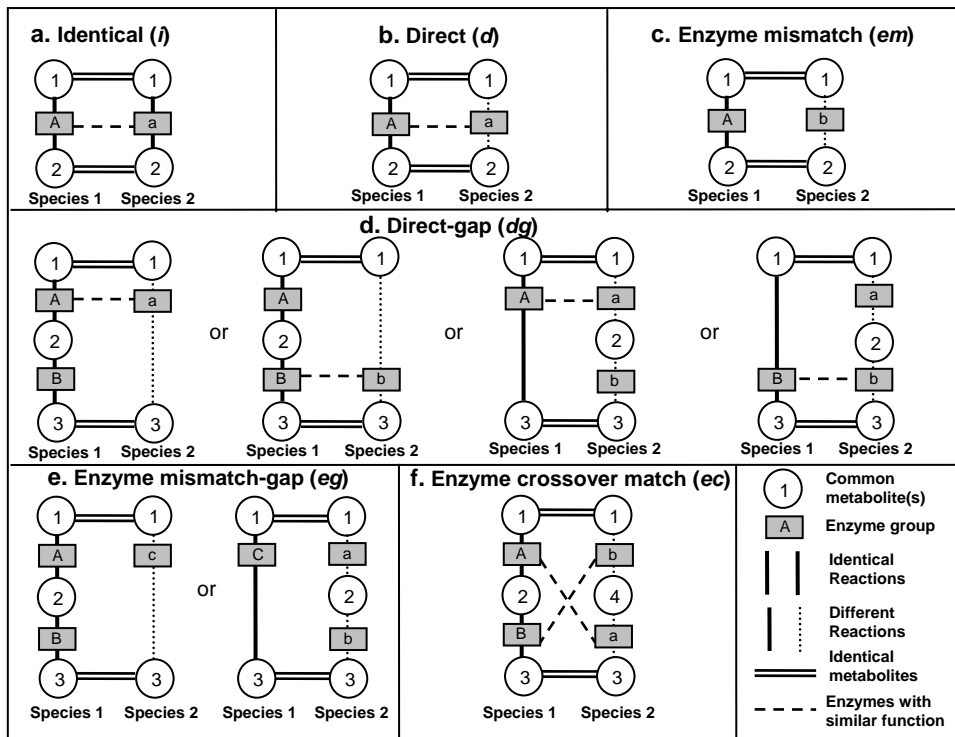 a. Identical (i)
1 1
A a
2 2
Species 1 Species 2
b. Direct (d)
1 1
A a
2 2
Species 1 Species 2
c. Enzyme mismatch (em)
1 1
A b
2 2
Species 1 Species 2
d. Direct-gap (dg)
1 1
A a
2
B
3 3
Species 1 Species 2
or
1 1
A
2
B b
3 3
Species 1 Species 2
or
1 1
A a
2
b
3 3
Species 1 Species 2
or
1 1
a
2
B b
3 3
Species 1 Species 2
e. Enzyme mismatch-gap (eg)
1 1
A c
2
B
3 3
Species 1 Species 2
or
1 1
C a
2
b
3 3
Species 1 Species 2
f. Enzyme crossover match (ec)
1 1
A b
2 4
B a
3 3
Species 1 Species 2
1
Common
metabolite(s)
A
Enzyme group
Identical
Reactions
Different
Reactions
Identical
metabolites
Enzymes with
similar function